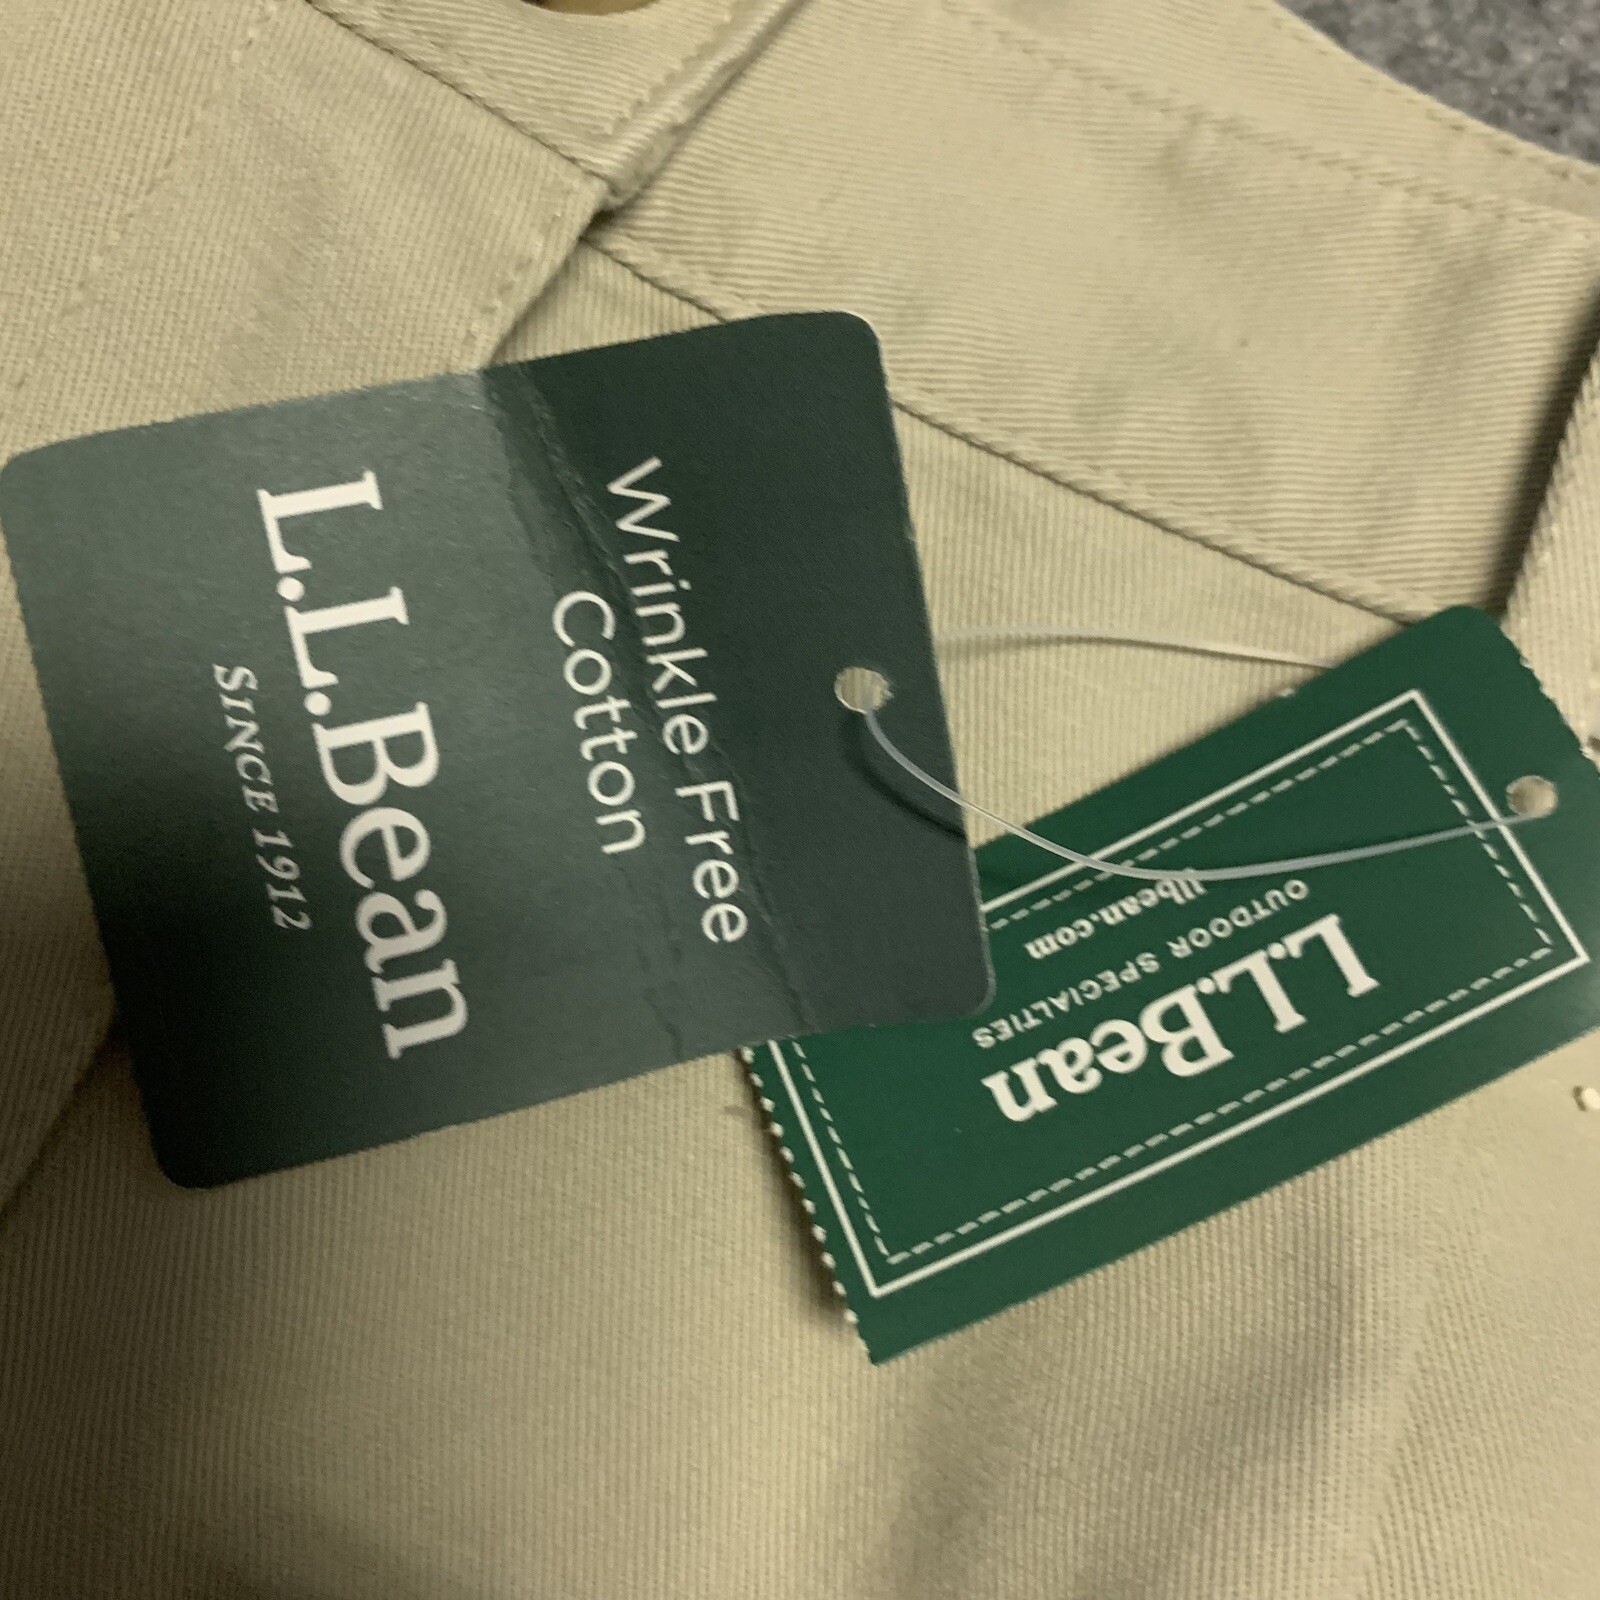 Wrinkle Free
Cotton
L.L.Bean
SINCE 1912
L.L.Bean
OUTDOOR SPECIALTIES
llbean.com